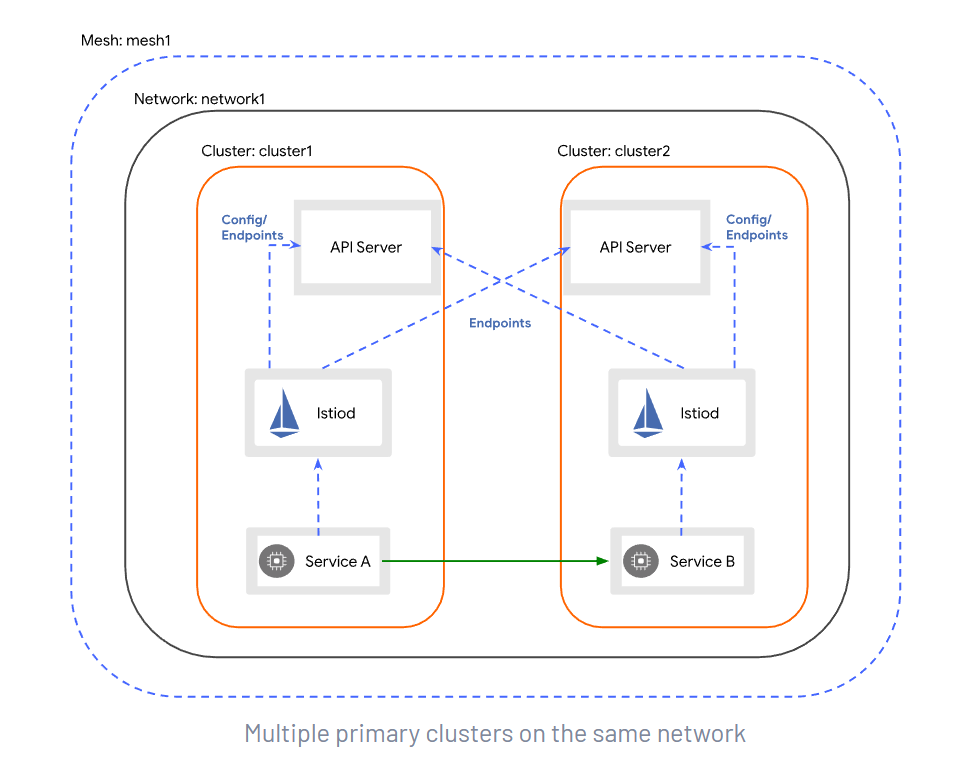 Mesh: mesh1
Network: network1
Cluster: cluster1
Cluster: cluster2
Config/
Endpoints
API Server
API Server
Config/
Endpoints
Endpoints
Istiod
Istiod
Service A
Service B
Multiple primary clusters on the same network